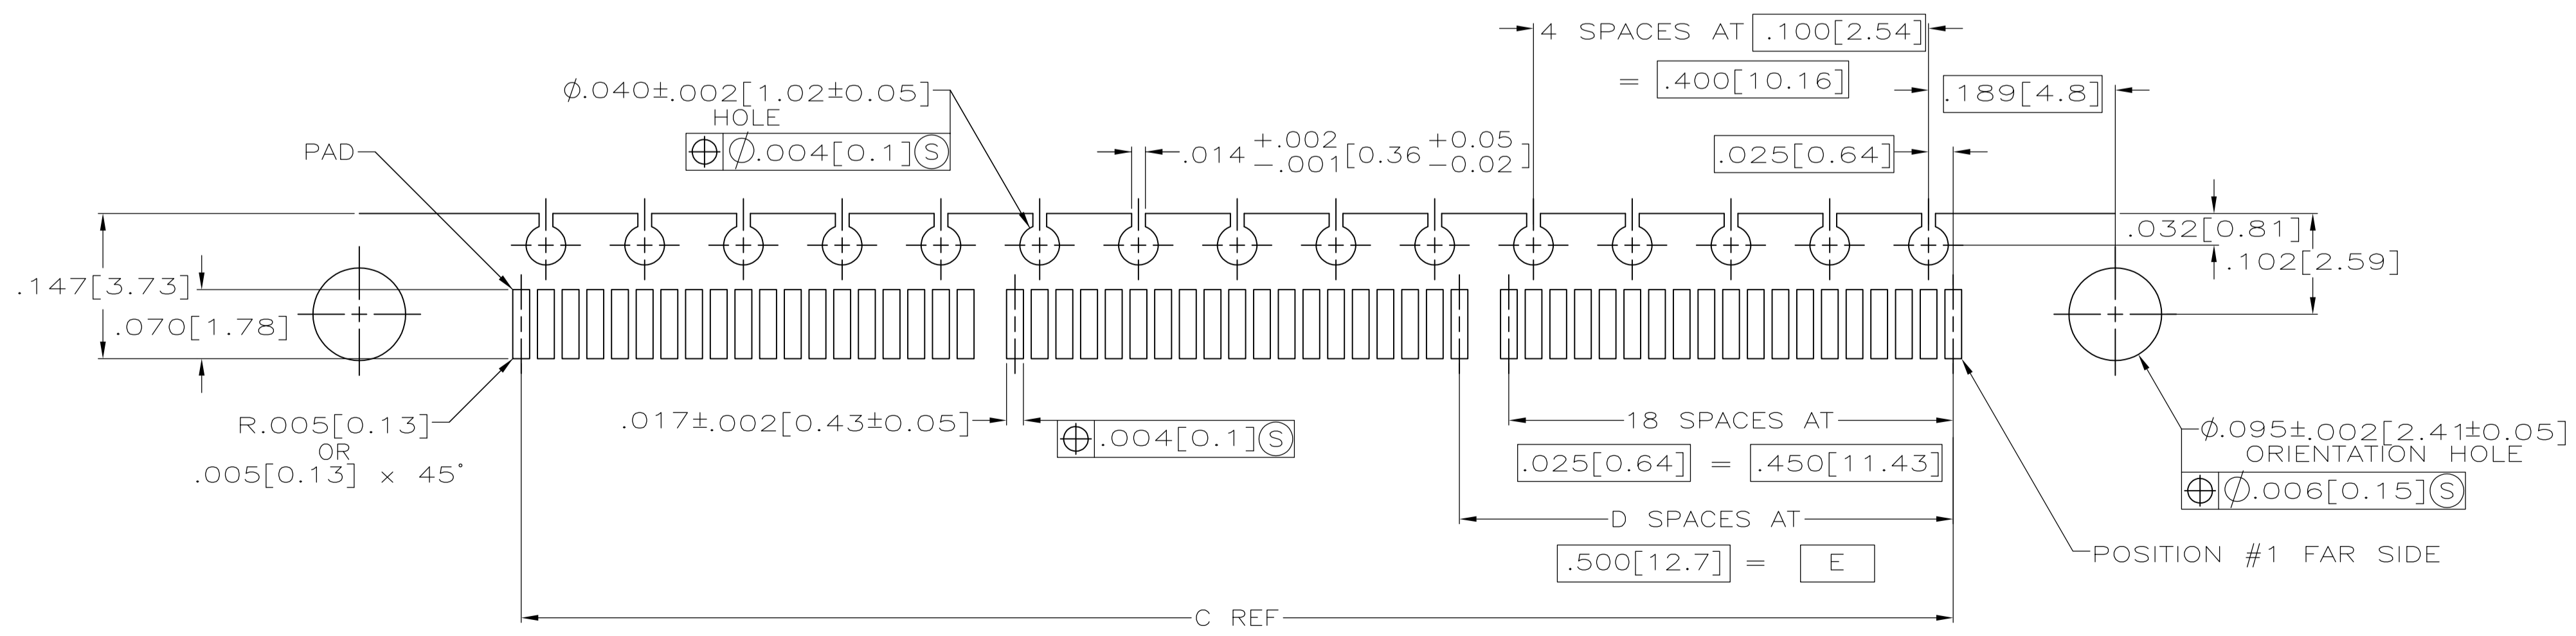 4 SPACES AT .100[2.54]
= .400[10.16]
.189[4.8]
Ø.040±.002[1.02±0.05]
HOLE
⌖ Ø.004[0.1]Ⓢ
PAD
.014 +.002 -.001 [0.36 +0.05 -0.02]
.025[0.64]
.032[0.81]
.102[2.59]
.147[3.73]
.070[1.78]
R.005[0.13]
OR
.005[0.13] x 45°
.017±.002[0.43±0.05]
⌖ .004[0.1]Ⓢ
18 SPACES AT
.025[0.64] = .450[11.43]
Ø.095±.002[2.41±0.05]
ORIENTATION HOLE
⌖ Ø.006[0.15]Ⓢ
D SPACES AT
.500[12.7] = E
POSITION #1 FAR SIDE
C REF